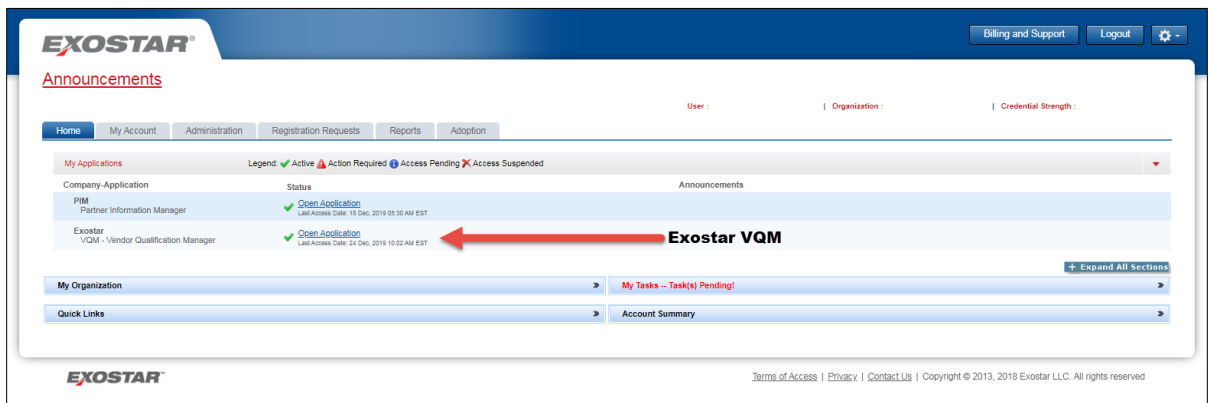 EXOSTAR®
Billing and Support
Logout
Announcements
User :
| Organization :
| Credential Strength :
Home
My Account
Administration
Registration Requests
Reports
Adoption
My Applications
Legend: Active Action Required Access Pending Access Suspended
Company-Application
Status
Announcements
PIM
Partner Information Manager
Open Application
Last Access Date: 18 Dec, 2019 05:30 AM EST
Exostar
VQM - Vendor Qualification Manager
Open Application
Last Access Date: 24 Dec, 2019 10:02 AM EST
Exostar VQM
+ Expand All Sections
My Organization »
My Tasks -- Task(s) Pending! »
Quick Links »
Account Summary »
EXOSTAR™
Terms of Access | Privacy | Contact Us | Copyright © 2013, 2018 Exostar LLC. All rights reserved